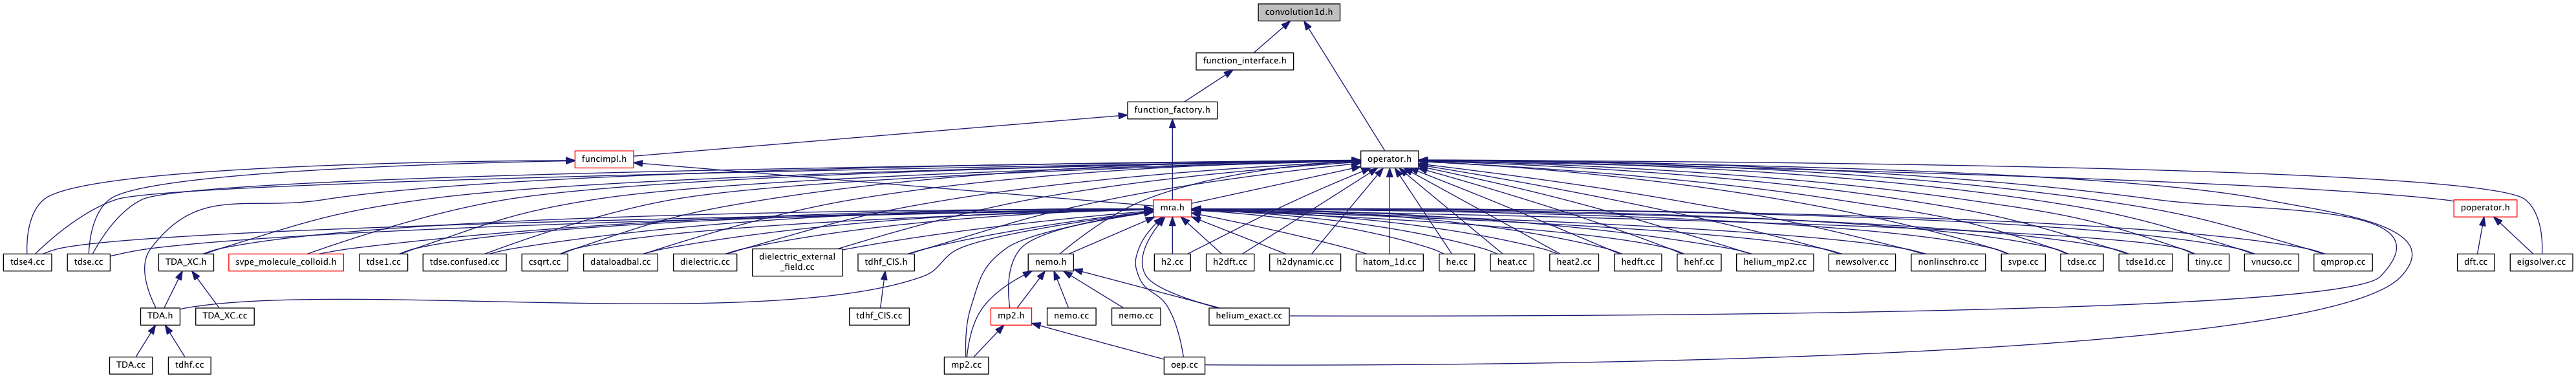 convolution1d.h
function_interface.h
function_factory.h
funcimpl.h
operator.h
mra.h
poperator.h
tdse4.cc
tdse.cc
TDA_XC.h
svpe_molecule_colloid.h
tdse1.cc
tdse.confused.cc
csqrt.cc
dataloadbal.cc
dielectric.cc
dielectric_external
_field.cc
tdhf_CIS.h
nemo.h
h2.cc
h2dft.cc
h2dynamic.cc
hatom_1d.cc
he.cc
heat.cc
heat2.cc
hedft.cc
hehf.cc
helium_mp2.cc
newsolver.cc
nonlinschro.cc
svpe.cc
tdse.cc
tdse1d.cc
tiny.cc
vnucso.cc
qmprop.cc
dft.cc
eigsolver.cc
TDA.h
TDA_XC.cc
tdhf_CIS.cc
mp2.h
nemo.cc
nemo.cc
helium_exact.cc
TDA.cc
tdhf.cc
mp2.cc
oep.cc